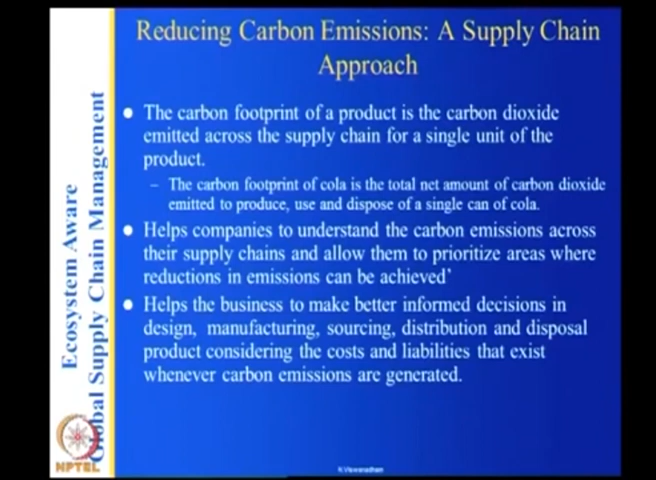 Reducing Carbon Emissions: A Supply Chain
Approach
Ecosystem Aware
Global Supply Chain Management
• The carbon footprint of a product is the carbon dioxide
emitted across the supply chain for a single unit of the
product.
– The carbon footprint of cola is the total net amount of carbon dioxide
emitted to produce, use and dispose of a single can of cola.
• Helps companies to understand the carbon emissions across
their supply chains and allow them to prioritize areas where
reductions in emissions can be achieved’
• Helps the business to make better informed decisions in
design, manufacturing, sourcing, distribution and disposal
product considering the costs and liabilities that exist
whenever carbon emissions are generated.
NPTEL
N.Viswanadham